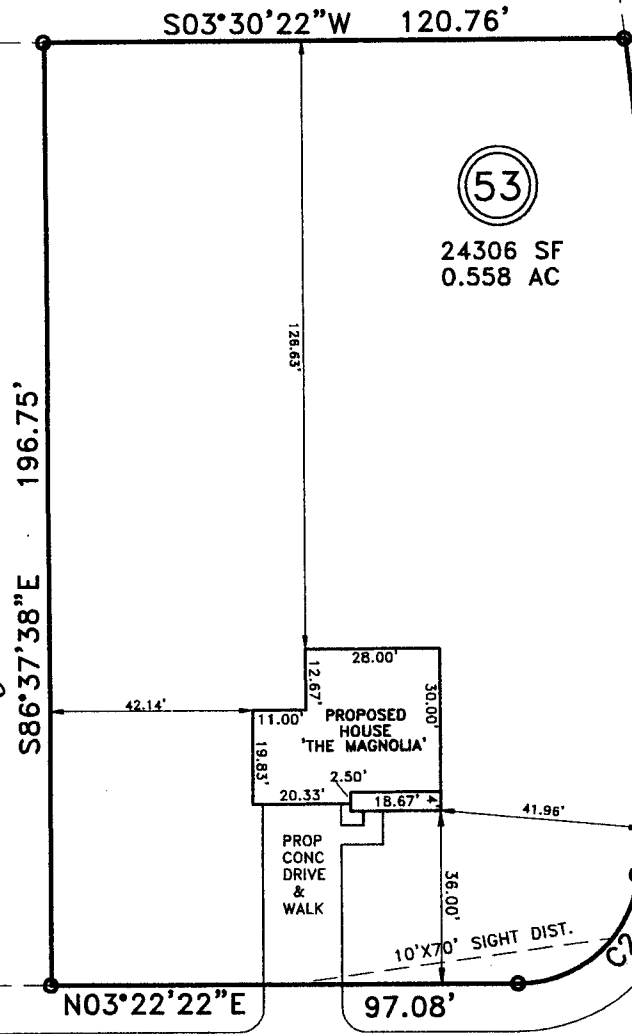 S03°30'22"W 120.76'
53
24306 SF
0.558 AC
128.63'
S86°37'38"E 196.75'
28.00'
12.67'
30.00'
42.14'
11.00'
PROPOSED
HOUSE
'THE MAGNOLIA'
19.83'
2.50'
20.33'
18.67'
4'
41.96'
PROP
CONC
DRIVE
&
WALK
36.00'
10'X70' SIGHT DIST.
N03°22'22"E 97.08'